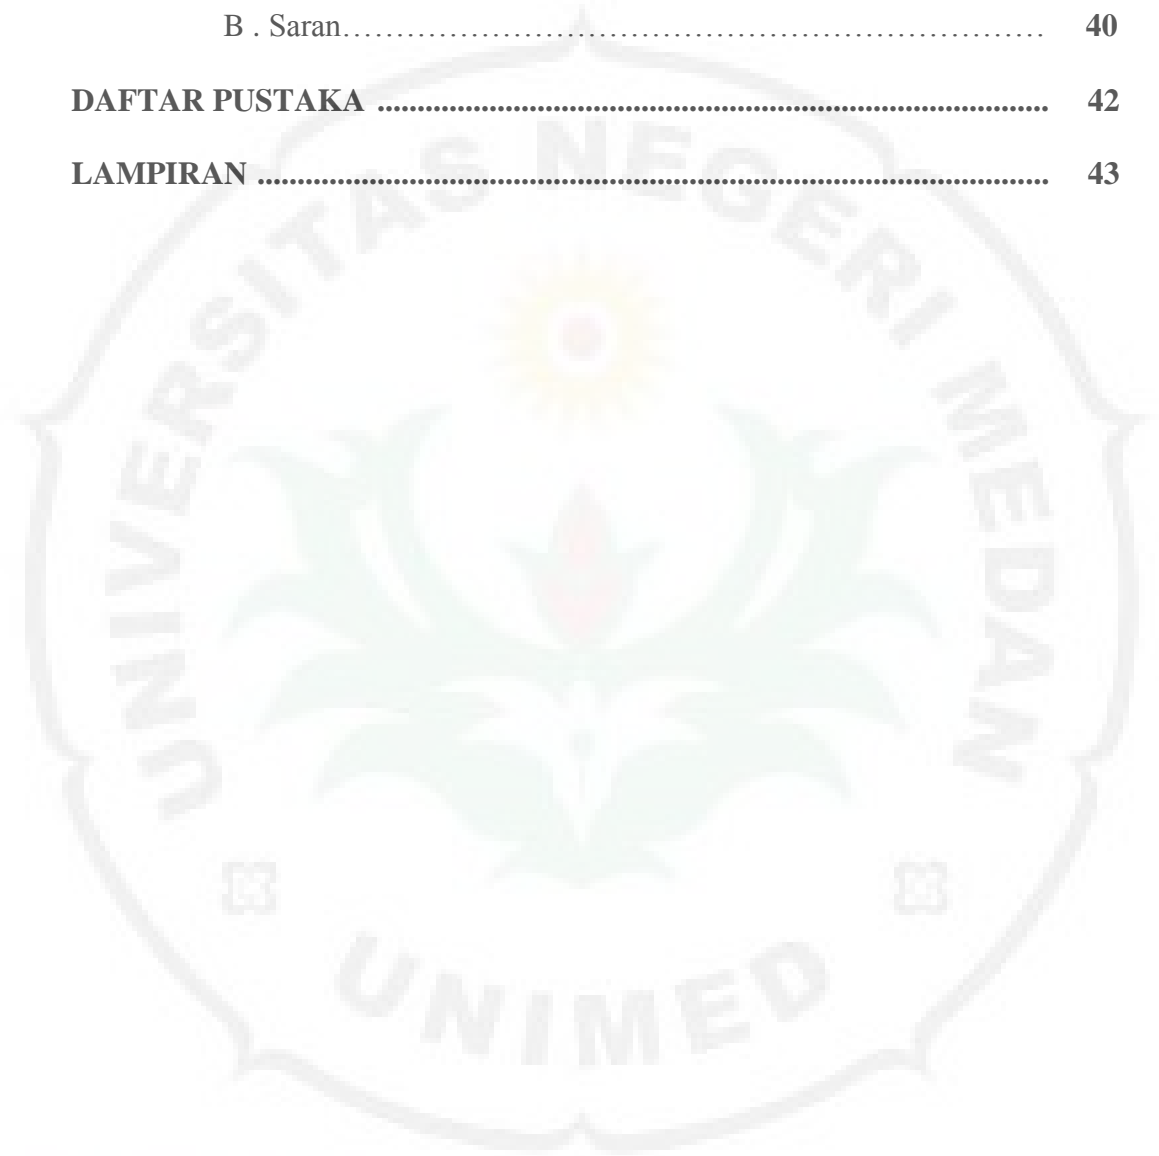 B . Saran…………………………………………………………… 40
DAFTAR PUSTAKA .................................................................................... 42
LAMPIRAN .................................................................................................... 43
UNIVERSITAS NEGERI MEDAN
UNIMED